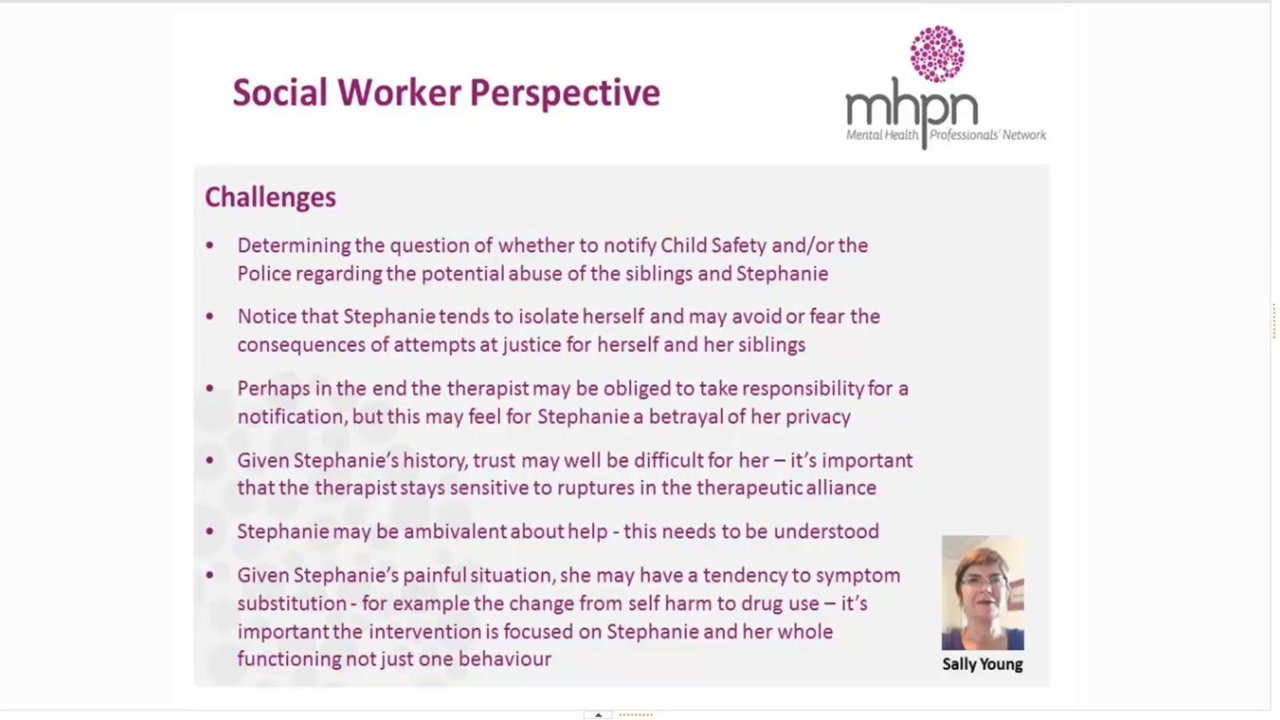 Social Worker Perspective
mhpn
Mental Health Professionals' Network
Challenges
• Determining the question of whether to notify Child Safety and/or the
Police regarding the potential abuse of the siblings and Stephanie
• Notice that Stephanie tends to isolate herself and may avoid or fear the
consequences of attempts at justice for herself and her siblings
• Perhaps in the end the therapist may be obliged to take responsibility for a
notification, but this may feel for Stephanie a betrayal of her privacy
• Given Stephanie's history, trust may well be difficult for her – it's important
that the therapist stays sensitive to ruptures in the therapeutic alliance
• Stephanie may be ambivalent about help - this needs to be understood
• Given Stephanie's painful situation, she may have a tendency to symptom
substitution - for example the change from self harm to drug use – it's
important the intervention is focused on Stephanie and her whole
functioning not just one behaviour
Sally Young